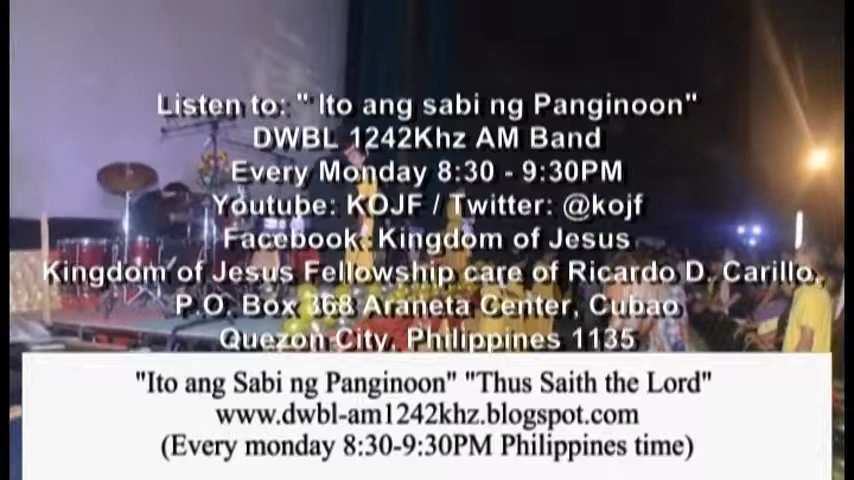 Listen to: " Ito ang sabi ng Panginoon"
DWBL 1242Khz AM Band
Every Monday 8:30 - 9:30PM
Youtube: KOJF / Twitter: @kojf
Facebook: Kingdom of Jesus
Kingdom of Jesus Fellowship care of Ricardo D. Carillo,
P.O. Box 368 Araneta Center, Cubao
Quezon City, Philippines 1135
"Ito ang Sabi ng Panginoon" "Thus Saith the Lord"
www.dwbl-am1242khz.blogspot.com
(Every monday 8:30-9:30PM Philippines time)